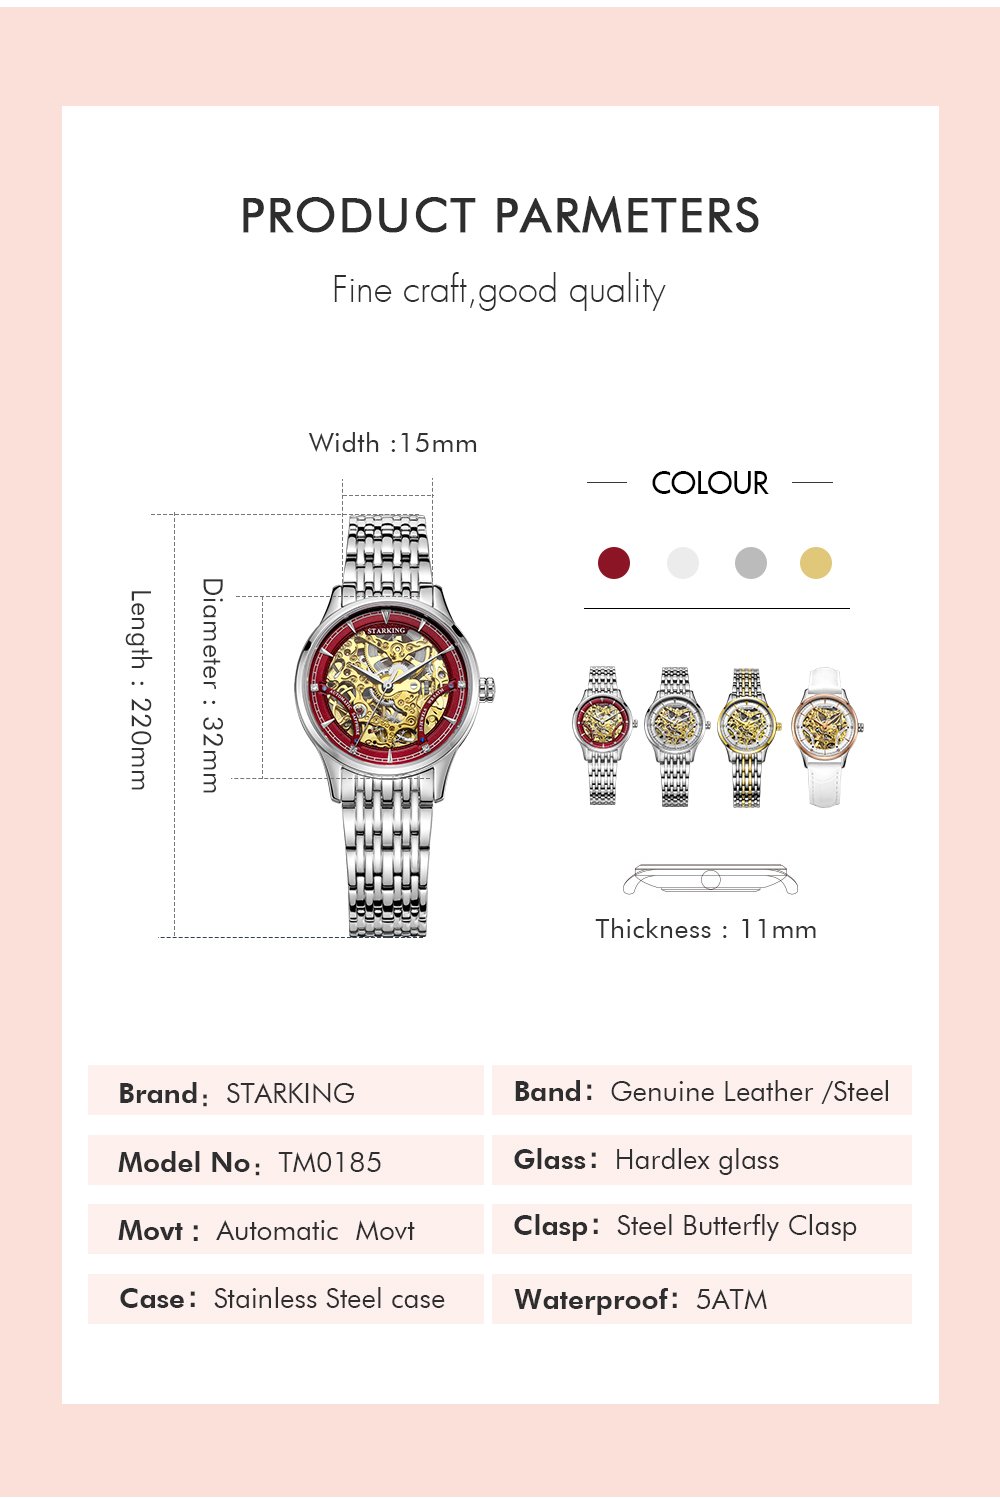 PRODUCT PARMETERS
Fine craft,good quality
Width :15mm
Length : 220mm
Diameter : 32mm
STARKING
COLOUR
Thickness : 11mm
Brand: STARKING
Band: Genuine Leather /Steel
Model No: TM0185
Glass: Hardlex glass
Movt : Automatic Movt
Clasp: Steel Butterfly Clasp
Case: Stainless Steel case
Waterproof: 5ATM